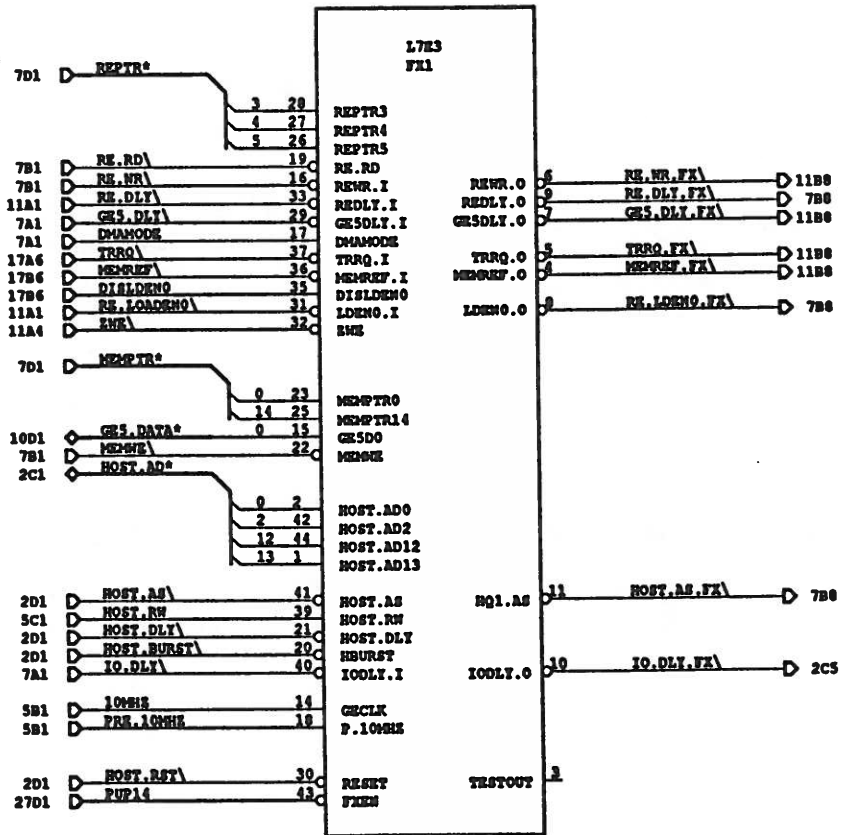 L7E3
FX1
7D1 REPTR*
3 28 REPTR3
4 27 REPTR4
5 26 REPTR5
7B1 RE.RD\ 19 RE.RD
7B1 RE.WR\ 16 REWR.I
11A1 RE.DLY\ 33 REDLY.I
7A1 GE5.DLY\ 29 GE5DLY.I
7A1 DMAMODE 17 DMAMODE
17A6 TRRQ\ 37 TRRQ.I
17B6 MEMREF\ 36 MEMREF.I
17B6 DISLDEN0 35 DISLDEN0
11A1 RE.LOADEN0\ 31 LDEN0.I
11A4 ZWE\ 32 ZWE
REWR.O 6 RE.WR.FX\ 11B8
REDLY.O 9 RE.DLY.FX\ 7B8
GE5DLY.O 7 GE5.DLY.FX\ 11B8
TRRQ.O 5 TRRQ.FX\ 11B8
MEMREF.O 4 MEMREF.FX\ 11B8
LDEN0.O 8 RE.LDEN0.FX\ 7B8
7D1 MEMPTR*
0 23 MEMPTR0
14 25 MEMPTR14
10D1 GE5.DATA* 0 15 GE5D0
7B1 MEMWE\ 22 MEMWE
2C1 HOST.AD*
0 2 HOST.AD0
2 42 HOST.AD2
12 44 HOST.AD12
13 1 HOST.AD13
2D1 HOST.AS\ 41 HOST.AS
5C1 HOST.RW 39 HOST.RW
2D1 HOST.DLY\ 21 HOST.DLY
2D1 HOST.BURST\ 20 HBURST
7A1 IO.DLY\ 40 IODLY.I
HQ1.AS 11 HOST.AS.FX\ 7B8
IODLY.O 10 IO.DLY.FX\ 2C5
5B1 10MHZ 14 GECLK
5B1 PRE.10MHZ 18 P.10MHZ
2D1 HOST.RST\ 30 RESET
27D1 PUP14 43 FXEN
TESTOUT 3